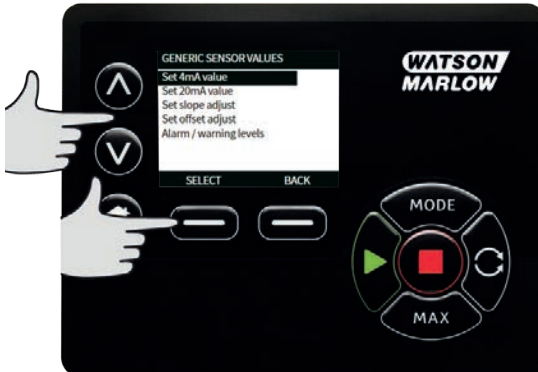 GENERIC SENSOR VALUES
Set 4mA value
Set 20mA value
Set slope adjust
Set offset adjust
Alarm / warning levels
SELECT BACK
WATSON
MARLOW
MODE
MAX